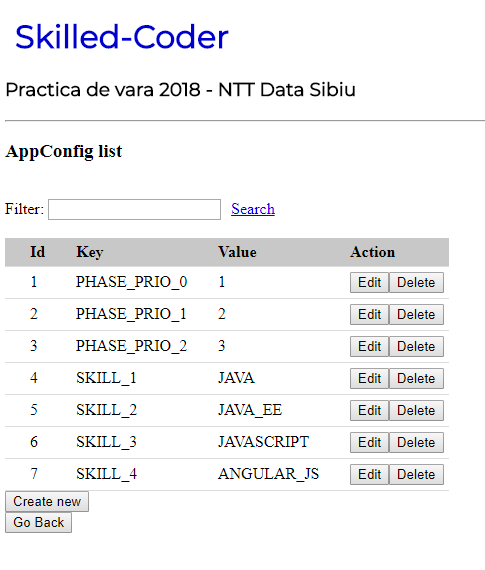 Skilled-Coder
Practica de vara 2018 - NTT Data Sibiu
AppConfig list
Filter: Search
Id Key Value Action
1 PHASE_PRIO_0 1 Edit Delete
2 PHASE_PRIO_1 2 Edit Delete
3 PHASE_PRIO_2 3 Edit Delete
4 SKILL_1 JAVA Edit Delete
5 SKILL_2 JAVA_EE Edit Delete
6 SKILL_3 JAVASCRIPT Edit Delete
7 SKILL_4 ANGULAR_JS Edit Delete
Create new
Go Back